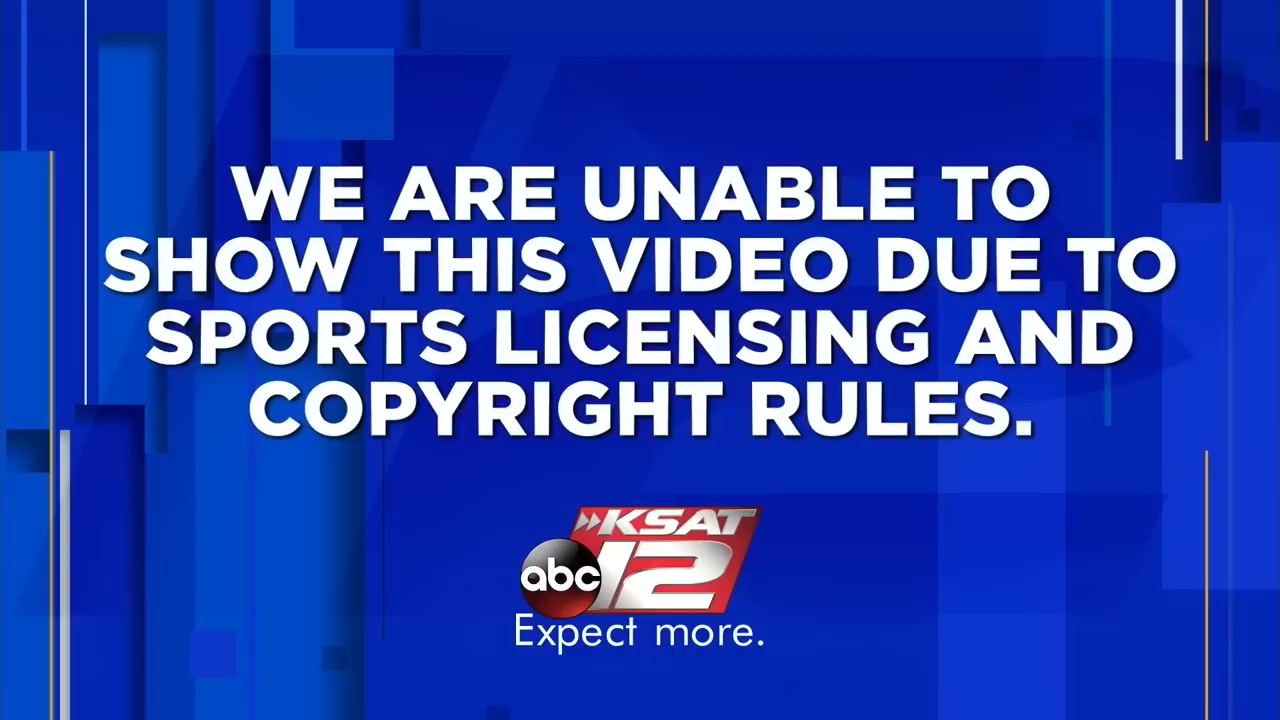 WE ARE UNABLE TO
SHOW THIS VIDEO DUE TO
SPORTS LICENSING AND
COPYRIGHT RULES.
KSAT
abc 12
Expect more.